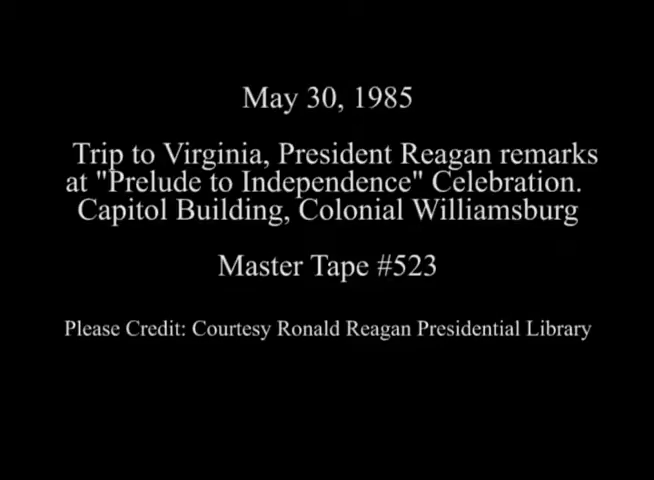 May 30, 1985
Trip to Virginia, President Reagan remarks
at "Prelude to Independence" Celebration.
Capitol Building, Colonial Williamsburg
Master Tape #523
Please Credit: Courtesy Ronald Reagan Presidential Library